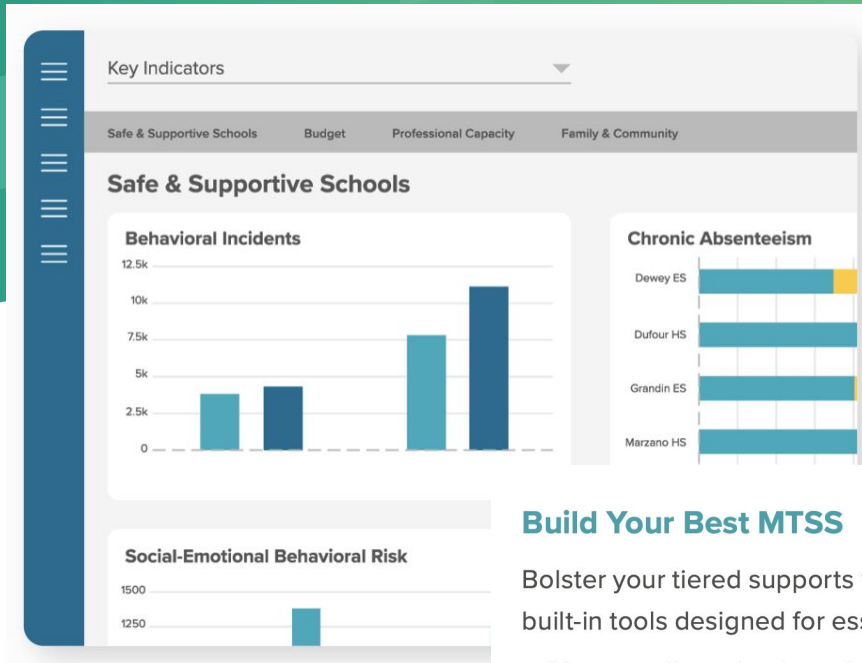 Key Indicators
Safe & Supportive Schools Budget Professional Capacity Family & Community
Safe & Supportive Schools
Behavioral Incidents
12.5k
10k
7.5k
5k
2.5k
0
Chronic Absenteeism
Dewey ES
Dufour HS
Grandin ES
Marzano HS
Social-Emotional Behavioral Risk
1500
1250
Build Your Best MTSS
Bolster your tiered supports
built-in tools designed for